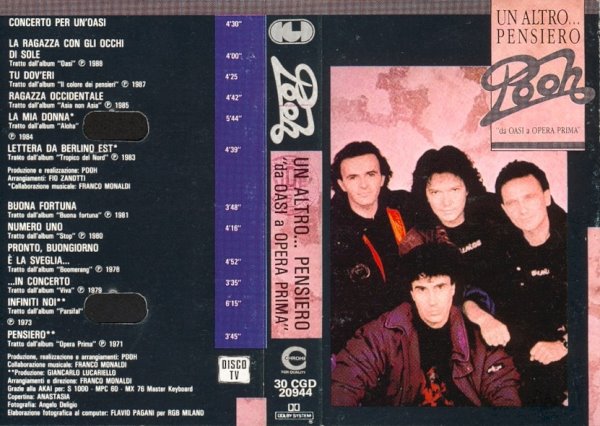 CONCERTO PER UN'OASI 4'30"
LA RAGAZZA CON GLI OCCHI
DI SOLE 4'00"
Tratto dall'album "Oasi" ℗ 1988
TU DOV'ERI 4'25
Tratto dall'album "Il colore dei pensieri" ℗ 1987
RAGAZZA OCCIDENTALE 4'42
Tratto dall'album "Asia non Asia" ℗ 1985
LA MIA DONNA* 5'44
Tratto dall'album "Aloha"
℗ 1984
LETTERA DA BERLINO EST* 4'39
Tratto dall'album "Tropico del Nord" ℗ 1983
Produzione e realizzazione: POOH
Arrangiamenti: FIO ZANOTTI
*Collaborazione musicale: FRANCO MONALDI
BUONA FORTUNA 3'48"
Tratto dall'album "Buona fortuna" ℗ 1981
NUMERO UNO 4'16"
Tratto dall'album "Stop" ℗ 1980
PRONTO, BUONGIORNO
È LA SVEGLIA... 4'52"
Tratto dall'album "Boomerang" ℗ 1978
...IN CONCERTO 3'35"
Tratto dall'album "Viva" ℗ 1979
INFINITI NOI** 6'15"
Tratto dall'album "Parsifal"
℗ 1973
PENSIERO** 3'45"
Tratto dall'album "Opera Prima" ℗ 1971
Produzione, realizzazione e arrangiamenti: POOH
Collaborazione musicale: FRANCO MONALDI
**Produzione: GIANCARLO LUCARIELLO
Arrangiamenti e direzione: FRANCO MONALDI
Grazie alla AKAI per: S 1000 - MPC 60 - MX 76 Master Keyboard
Copertina: ANASTASIA
Fotografia: Angelo Deligio
Elaborazione fotografica al computer: FLAVIO PAGANI per RGB MILANO
DISCO
TV
CGD
Pooh
UN ALTRO... PENSIERO
"da OASI a OPERA PRIMA"
CHROME
HIGH QUALITY
30 CGD
20944
DOLBY SYSTEM
UN ALTRO...
PENSIERO
Pooh
"da OASI a OPERA PRIMA"